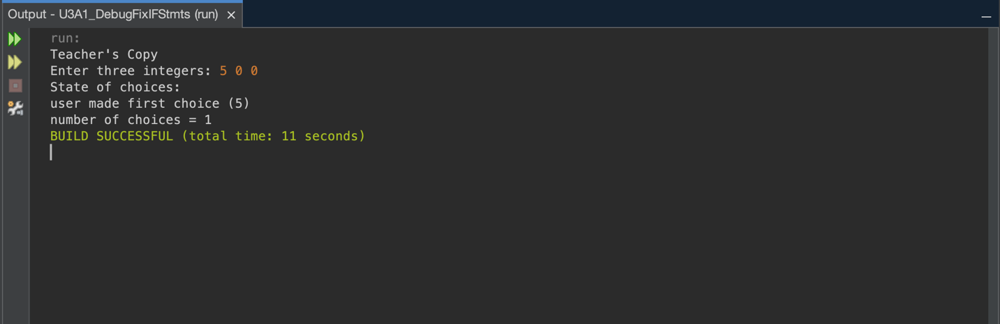 Output - U3A1_DebugFixIFStmts (run) ×
run:
Teacher's Copy
Enter three integers: 5 0 0
State of choices:
user made first choice (5)
number of choices = 1
BUILD SUCCESSFUL (total time: 11 seconds)